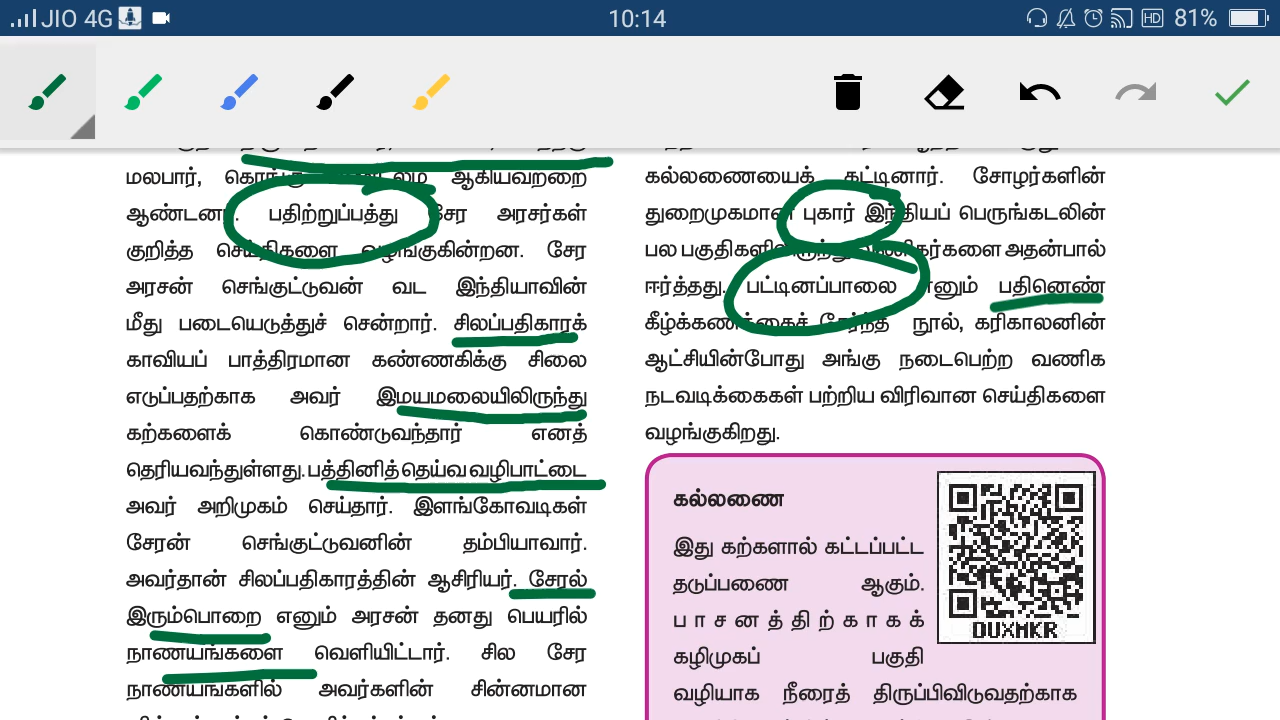 JIO 4G 10:14 HD 81%
மலபார், ஆகியவற்றை
ஆண்டனர். பதிற்றுப்பத்து சேர அரசர்கள்
குறித்த செய்திகளை வழங்குகின்றன. சேர
அரசன் செங்குட்டுவன் வட இந்தியாவின்
மீது படையெடுத்துச் சென்றார். சிலப்பதிகாரக்
காவியப் பாத்திரமான கண்ணகிக்கு சிலை
எடுப்பதற்காக அவர் இமயமலையிலிருந்து
கற்களைக் கொண்டுவந்தார் எனத்
தெரியவந்துள்ளது. பத்தினித்தெய்வ வழிபாட்டை
அவர் அறிமுகம் செய்தார். இளங்கோவடிகள்
சேரன் செங்குட்டுவனின் தம்பியாவார்.
அவர்தான் சிலப்பதிகாரத்தின் ஆசிரியர். சேரல்
இரும்பொறை எனும் அரசன் தனது பெயரில்
நாணயங்களை வெளியிட்டார். சில சேர
நாணயங்களில் அவர்களின் சின்னமான
கல்லணையைக் கட்டினார். சோழர்களின்
துறைமுகமான புகார் இந்தியப் பெருங்கடலின்
பல பகுதிகளிலிருந்து வணிகர்களை அதன்பால்
ஈர்த்தது. பட்டினப்பாலை எனும் பதினெண்
கீழ்க்கணக்கைச் சேர்ந்த நூல், கரிகாலனின்
ஆட்சியின்போது அங்கு நடைபெற்ற வணிக
நடவடிக்கைகள் பற்றிய விரிவான செய்திகளை
வழங்குகிறது.
கல்லணை
இது கற்களால் கட்டப்பட்ட
தடுப்பணை ஆகும்.
பாசனத்திற்காகக்
கழிமுகப் பகுதி
வழியாக நீரைத் திருப்பிவிடுவதற்காக
DUXMKR